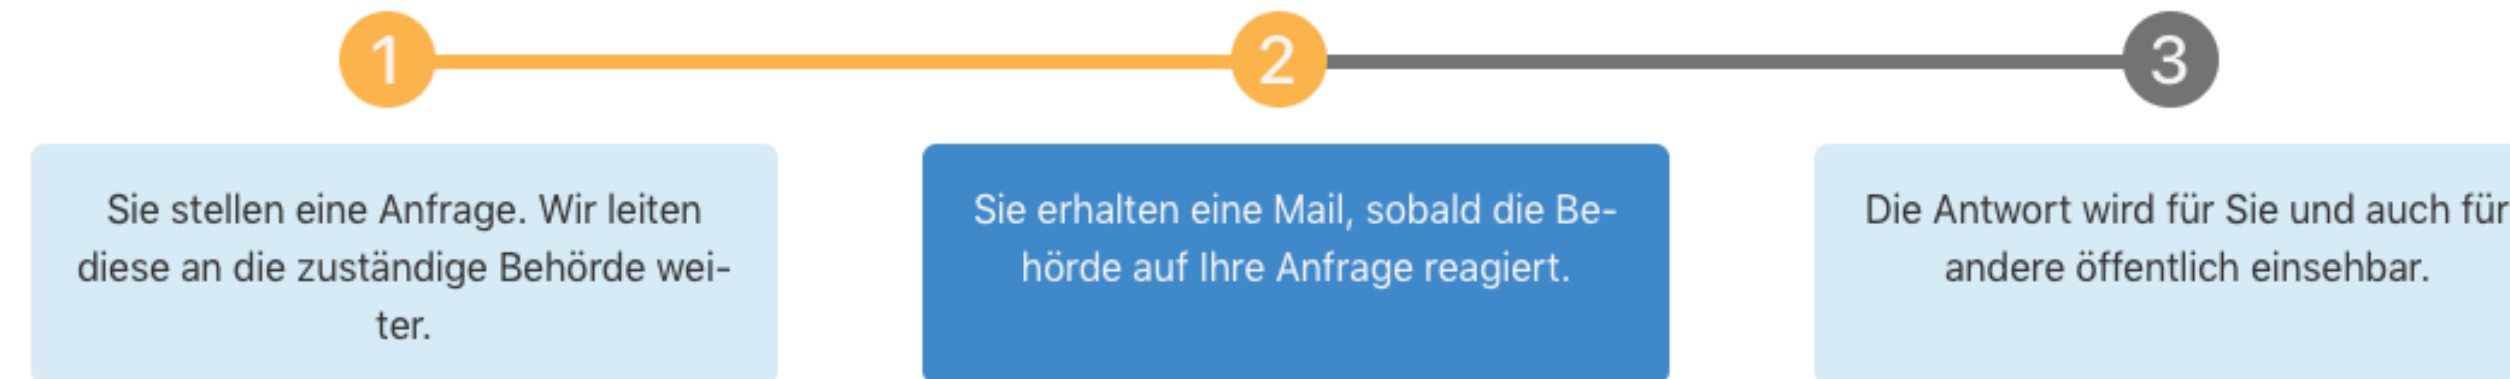 1
2
3
Sie stellen eine Anfrage. Wir leiten
diese an die zuständige Behörde wei-
ter.
Sie erhalten eine Mail, sobald die Be-
hörde auf Ihre Anfrage reagiert.
Die Antwort wird für Sie und auch für
andere öffentlich einsehbar.